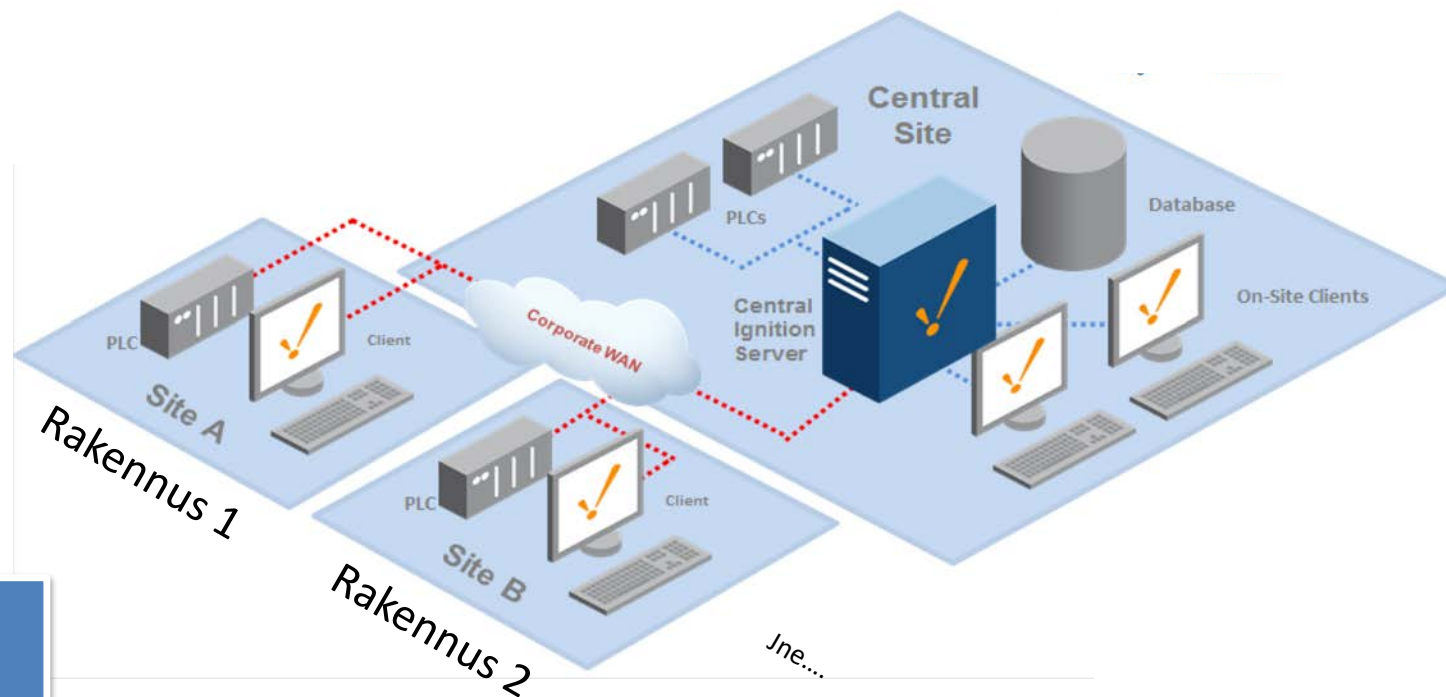 Central
Site
PLCs
Database
Central
Ignition
Server
On-Site Clients
Corporate WAN
PLC
Client
Site A
Rakennus 1
PLC
Client
Site B
Rakennus 2
Jne....